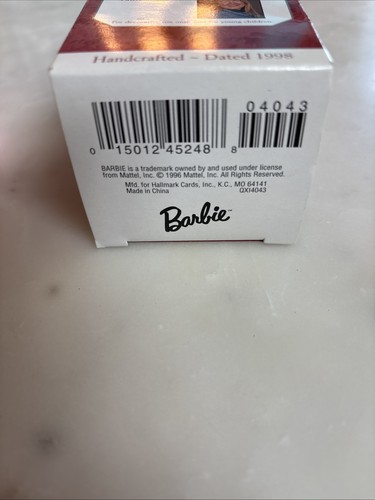 Handcrafted ~ Dated 1998
04043
0 15012 45248 8
BARBIE is a trademark owned by and used under license
from Mattel, Inc. © 1996 Mattel, Inc. All Rights Reserved.
Mfd. for Hallmark Cards, Inc., K.C., MO 64141
Made in China QXI4043
Barbie™